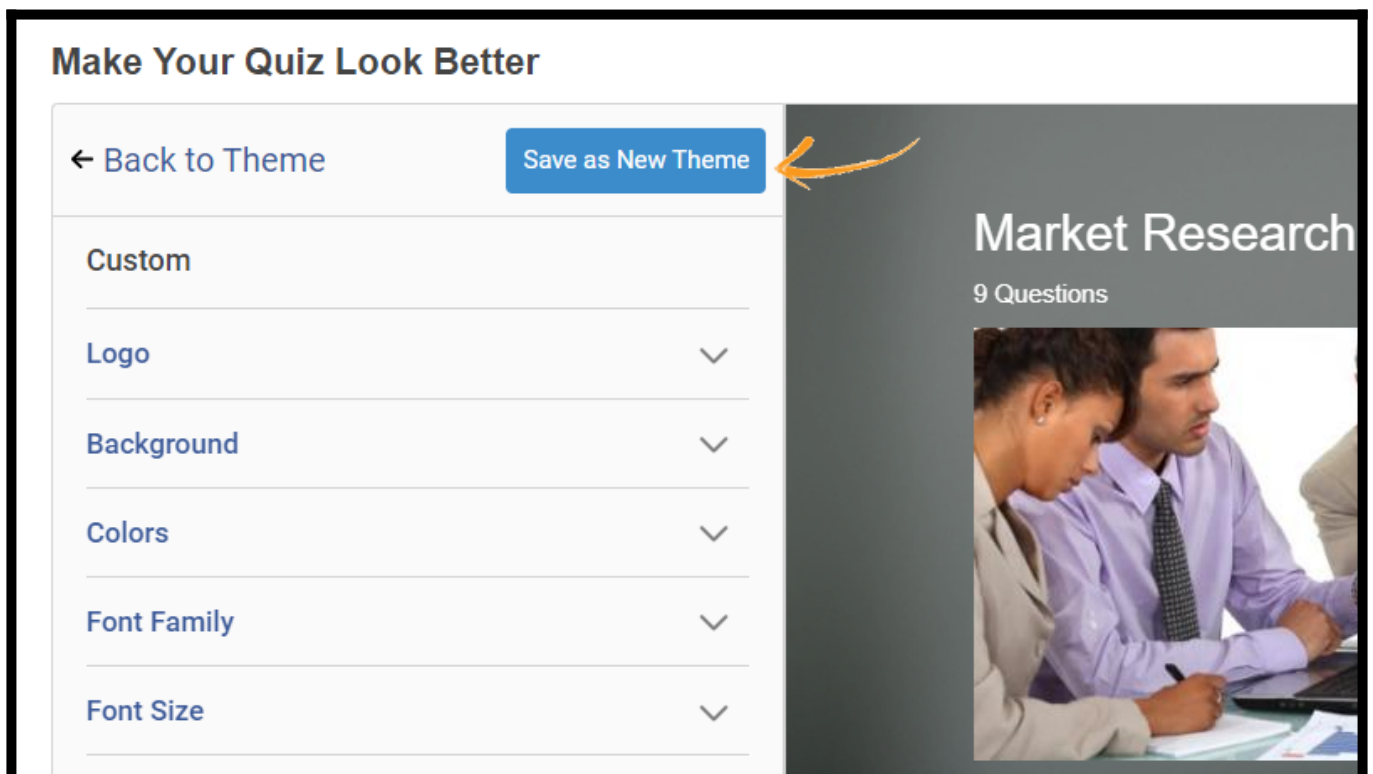 Make Your Quiz Look Better
Back to Theme
Save as New Theme
Custom
Logo
Background
Colors
Font Family
Font Size
Market Research
9 Questions